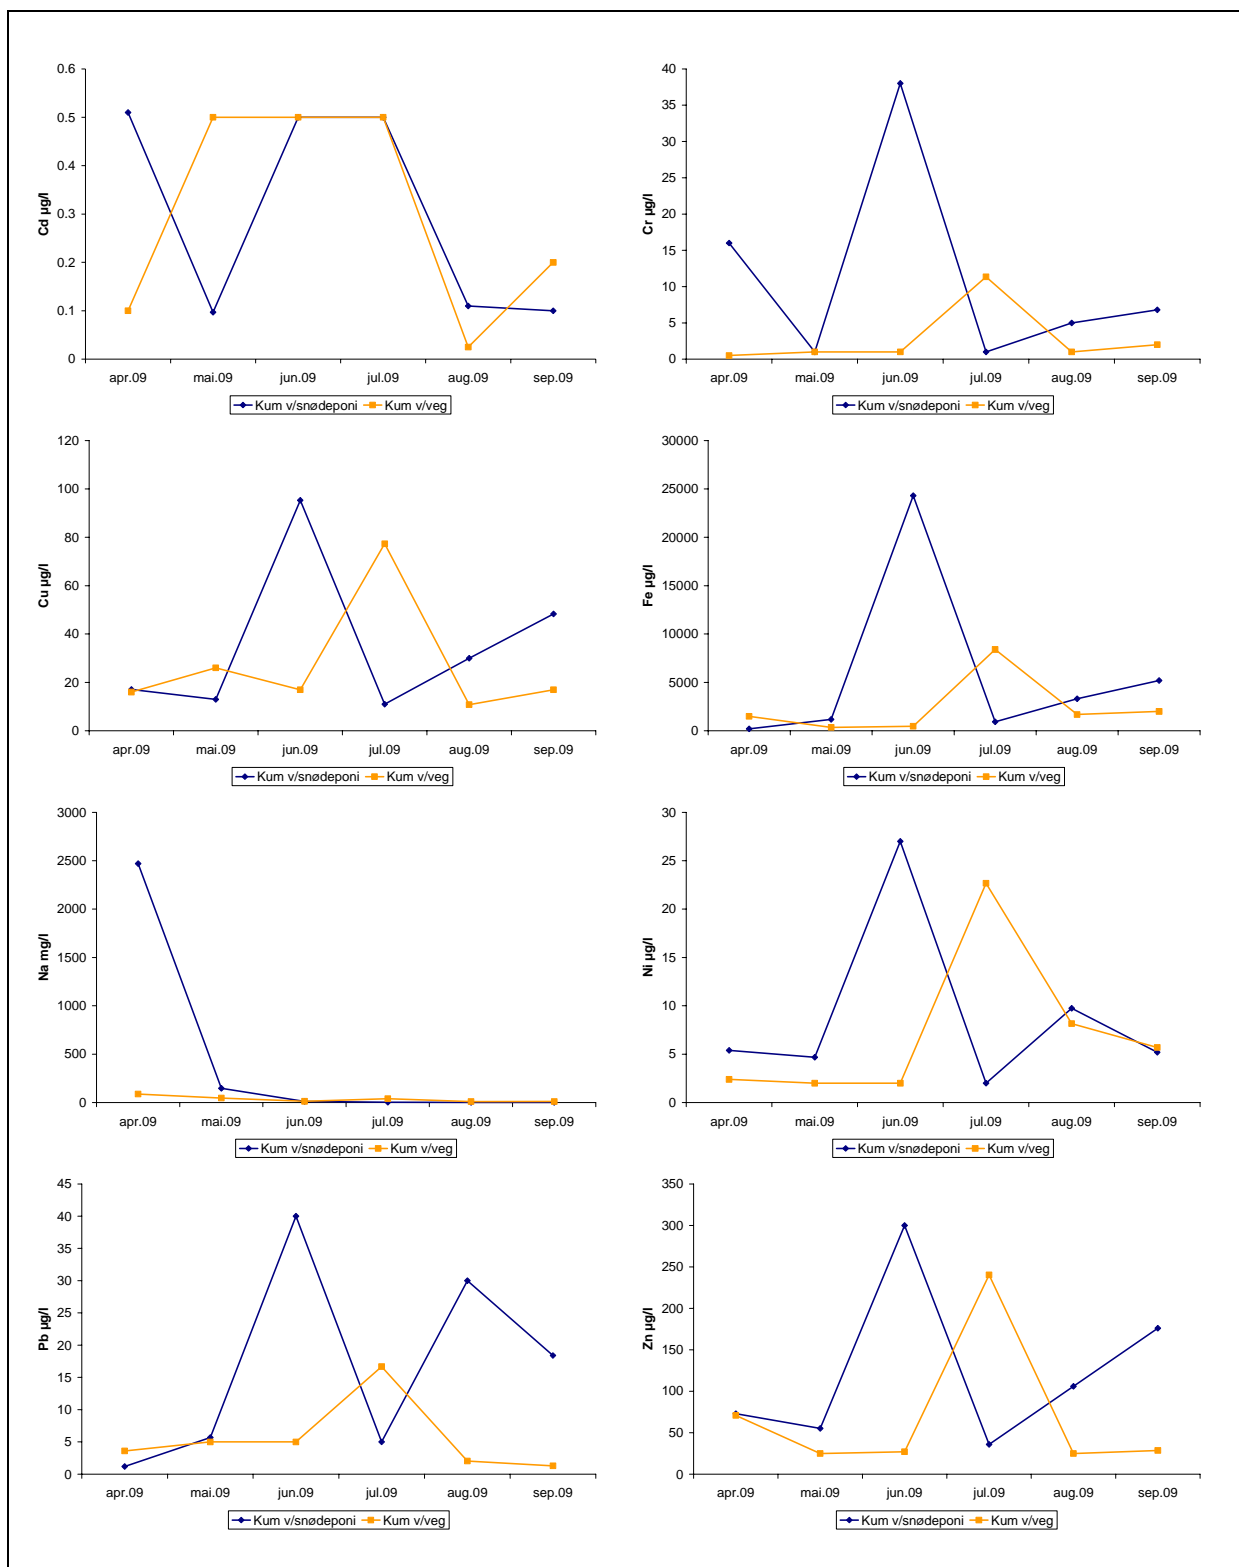 0.6
0.5
0.4
0.3
0.2
0.1
0
Cd µg/l
apr.09 mai.09 jun.09 jul.09 aug.09 sep.09
Kum v/snødeponi Kum v/veg
40
35
30
25
20
15
10
5
0
Cr µg/l
apr.09 mai.09 jun.09 jul.09 aug.09 sep.09
Kum v/snødeponi Kum v/veg
120
100
80
60
40
20
0
Cu µg/l
apr.09 mai.09 jun.09 jul.09 aug.09 sep.09
Kum v/snødeponi Kum v/veg
30000
25000
20000
15000
10000
5000
0
Fe µg/l
apr.09 mai.09 jun.09 jul.09 aug.09 sep.09
Kum v/snødeponi Kum v/veg
3000
2500
2000
1500
1000
500
0
Na mg/l
apr.09 mai.09 jun.09 jul.09 aug.09 sep.09
Kum v/snødeponi Kum v/veg
30
25
20
15
10
5
0
Ni µg/l
apr.09 mai.09 jun.09 jul.09 aug.09 sep.09
Kum v/snødeponi Kum v/veg
45
40
35
30
25
20
15
10
5
0
Pb µg/l
apr.09 mai.09 jun.09 jul.09 aug.09 sep.09
Kum v/snødeponi Kum v/veg
350
300
250
200
150
100
50
0
Zn µg/l
apr.09 mai.09 jun.09 jul.09 aug.09 sep.09
Kum v/snødeponi Kum v/veg